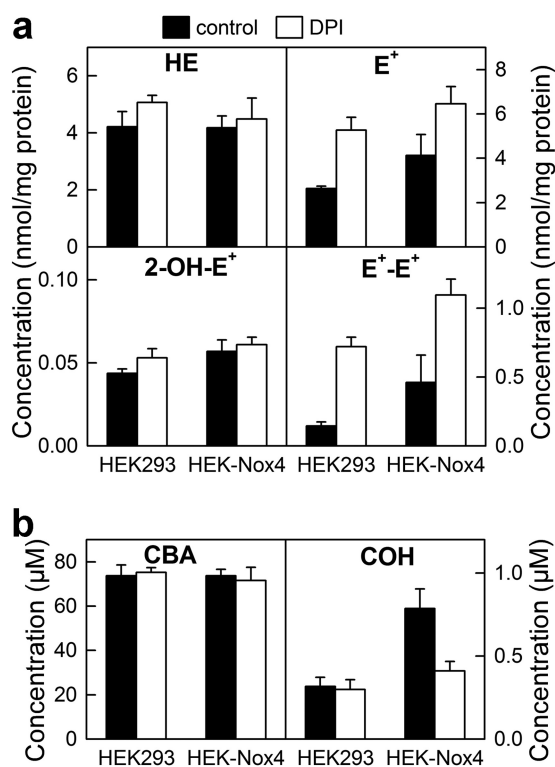 a
control DPI
HE
E⁺
Concentration (nmol/mg protein)
6
4
2
0
8
6
4
2
0
Concentration (nmol/mg protein)
2-OH-E⁺
E⁺-E⁺
0.10
0.05
0.00
1.0
0.5
0.0
HEK293 HEK-Nox4 HEK293 HEK-Nox4
b
CBA
COH
Concentration (µM)
80
60
40
20
0
1.0
0.5
0.0
Concentration (µM)
HEK293 HEK-Nox4 HEK293 HEK-Nox4